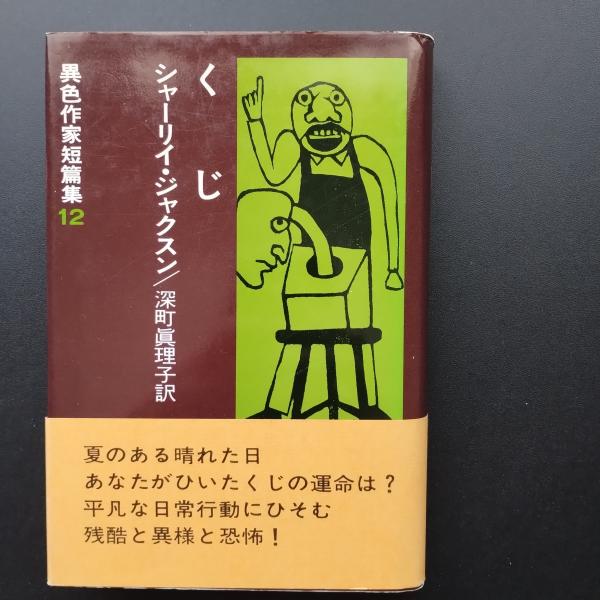 くじ
シャーリイ・ジャクスン/深町眞理子訳
異色作家短篇集12
夏のある晴れた日
あなたがひいたくじの運命は?
平凡な日常行動にひそむ
残酷と異様と恐怖!